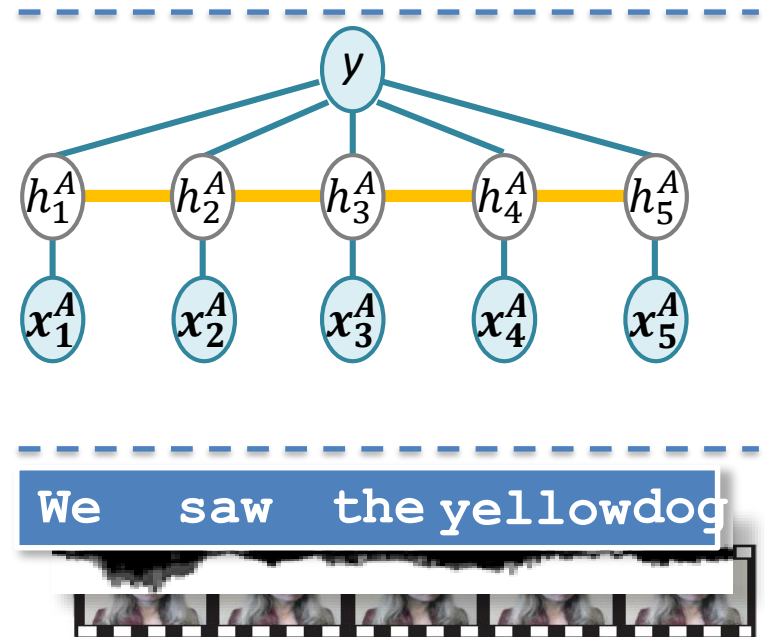 y
h₁ᴬ h₂ᴬ h₃ᴬ h₄ᴬ h₅ᴬ
x₁ᴬ x₂ᴬ x₃ᴬ x₄ᴬ x₅ᴬ
We saw the yellowdog